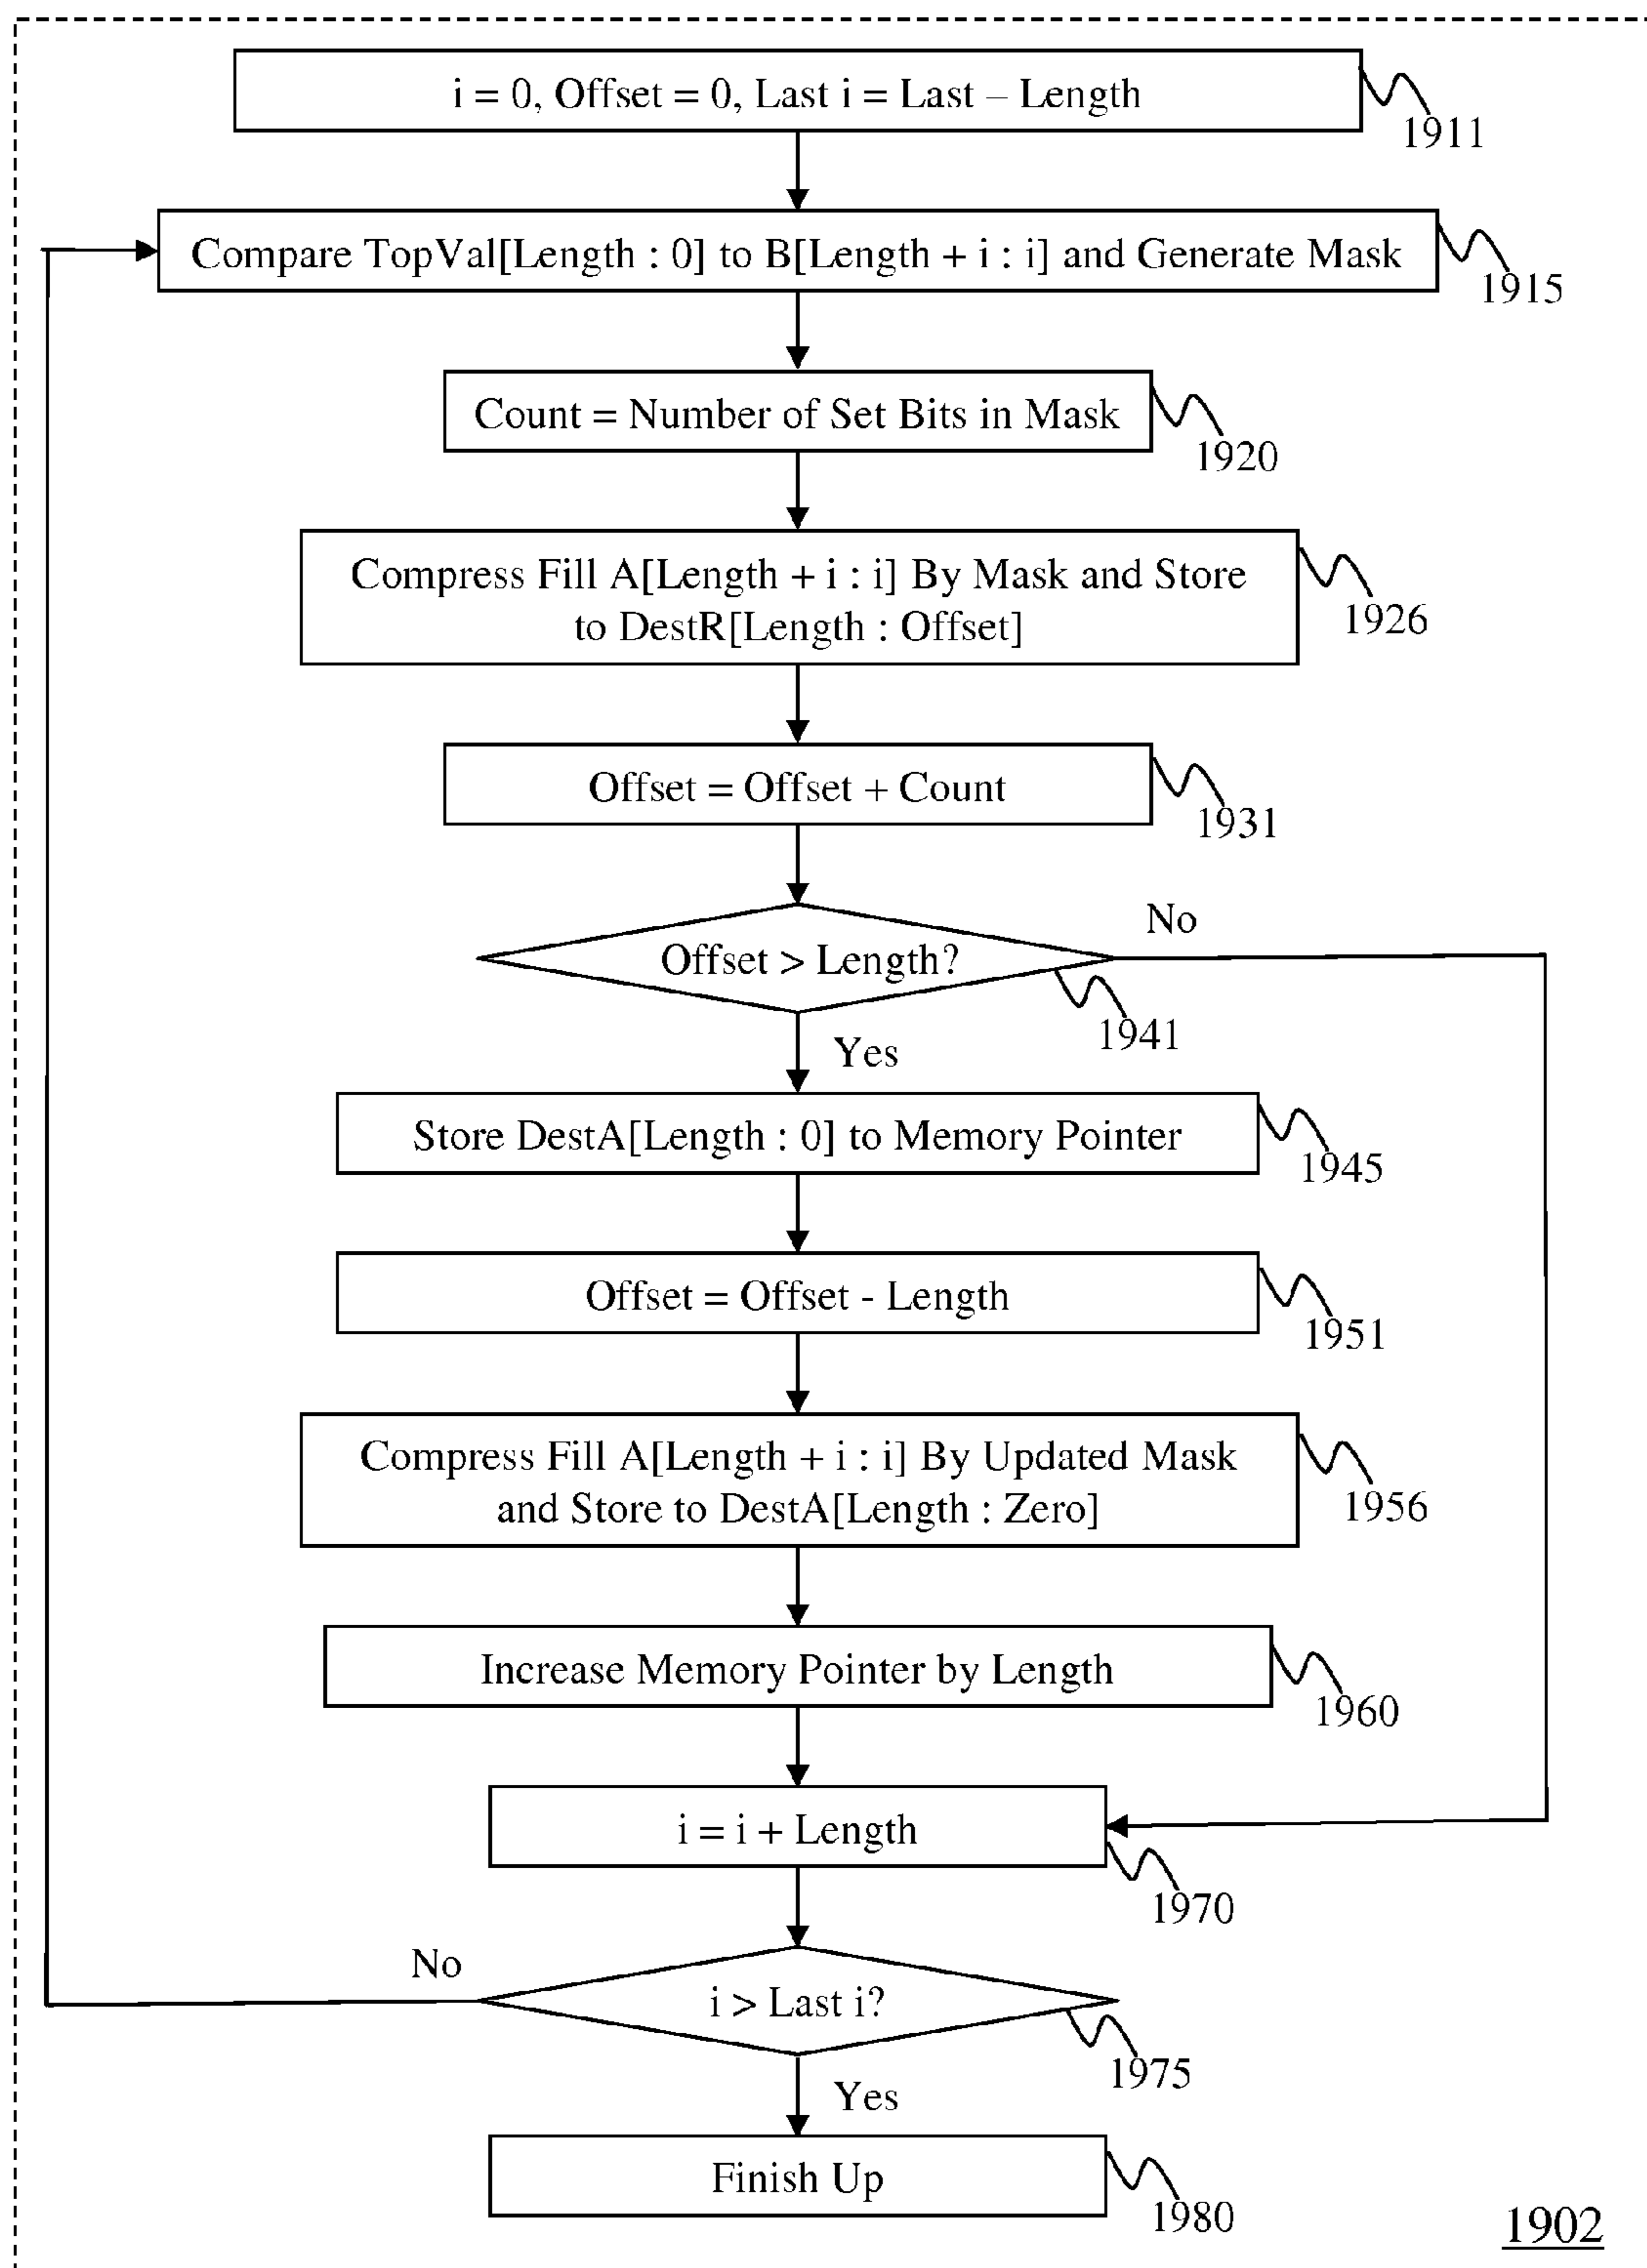 i = 0, Offset = 0, Last i = Last – Length
1911
Compare TopVal[Length : 0] to B[Length + i : i] and Generate Mask
1915
Count = Number of Set Bits in Mask
1920
Compress Fill A[Length + i : i] By Mask and Store
to DestR[Length : Offset]
1926
Offset = Offset + Count
1931
No
Offset > Length?
1941
Yes
Store DestA[Length : 0] to Memory Pointer
1945
Offset = Offset - Length
1951
Compress Fill A[Length + i : i] By Updated Mask
and Store to DestA[Length : Zero]
1956
Increase Memory Pointer by Length
1960
i = i + Length
1970
No
i > Last i?
1975
Yes
Finish Up
1980
1902